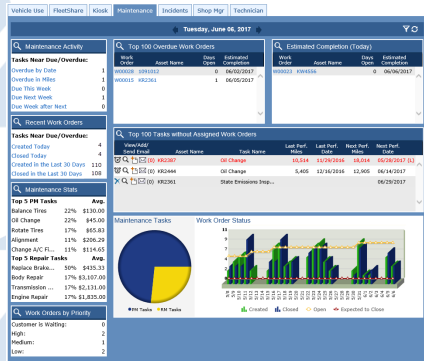 Vehicle Use FleetShare Kiosk Maintenance Incidents Shop Mgr Technician
Tuesday, June 06, 2017
Maintenance Activity
Tasks Near Due/Overdue:
Overdue by Date 1
Overdue in Miles 1
Due This Week 0
Due Next Week 1
Due Week after Next 0
Recent Work Orders
Tasks Near Due/Overdue:
Created Today 4
Closed Today 4
Created in the Last 30 Days 110
Closed in the Last 30 Days 108
Maintenance Stats
Top 5 PM Tasks Avg.
Balance Tires 22% $130.00
Oil Change 22% $45.00
Rotate Tires 17% $65.83
Alignment 11% $206.29
Change A/C Fl... 11% $114.65
Top 5 Repair Tasks Avg.
Replace Brake... 50% $435.33
Body Repair 17% $3,107.00
Transmission ... 17% $2,131.00
Engine Repair 17% $1,835.00
Work Orders by Priority
Customer is Waiting: 0
High: 2
Medium: 1
Low: 2
Top 100 Overdue Work Orders
Work Order Asset Name Days Open Estimated Completion
W00028 1091012 0 06/02/2017
W00015 KR2361 1 06/05/2017
Estimated Completion (Today)
Work Order Asset Name Days Open Estimated Completion
W00023 KW4456 0 06/06/2017
Top 100 Tasks without Assigned Work Orders
View/Add/ Send Email Asset Name Task Name Last Perf. Miles Last Perf. Date Next Perf. Miles Next Perf. Date
(0) KR2387 Oil Change 10,514 11/29/2016 18,014 05/28/2017 (L)
(0) KR2444 Oil Change 5,405 12/16/2016 12,905 06/14/2017
(0) KR2361 State Emissions Insp... 06/29/2017
Maintenance Tasks
PM Tasks RM Tasks
Work Order Status
Created Closed Open Expected to Close